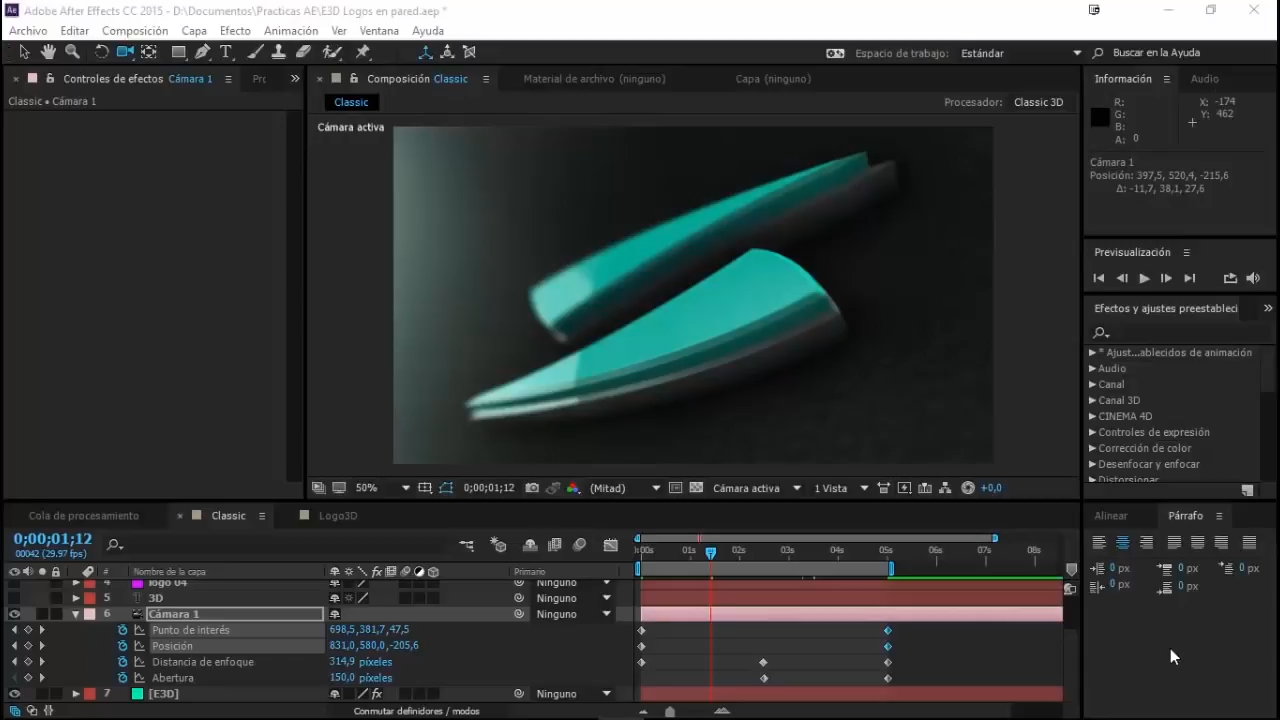 Adobe After Effects CC 2015 - D:\Documentos\Practicas AE\E3D Logos en pared.aep *
Archivo Editar Composición Capa Efecto Animación Ver Ventana Ayuda
Espacio de trabajo: Estándar Buscar en la Ayuda
Controles de efectos Cámara 1
Composición Classic Material de archivo (ninguno) Capa (ninguno)
Información Audio
Classic • Cámara 1
Classic Procesador: Classic 3D
Cámara activa
R: X: -174
G: Y: 462
B:
A: 0
Cámara 1
Posición: 397,5, 520,4, -215,6
Δ: -11,7, 38,1, 27,6
Previsualización
Efectos y ajustes preestableci
* Ajust...ablecidos de animación
Audio
Canal
Canal 3D
CINEMA 4D
Controles de expresión
Corrección de color
Desenfocar y enfocar
Distorsionar
50% 0;00;01;12 (Mitad) Cámara activa 1 Vista +0,0
Cola de procesamiento Classic Logo3D
Alinear Párrafo
0;00;01;12
00042 (29.97 fps)
:00s 01s 02s 03s 04s 05s 06s 07s 08s
# Nombre de la capa Primario
4 logo 04 Ninguno
5 3D Ninguno
6 Cámara 1 Ninguno
Punto de interés 698,5,381,7,47,5
Posición 831,0,580,0,-205,6
Distancia de enfoque 314,9 píxeles
Abertura 150,0 píxeles
7 [E3D] Ninguno
Conmutar definidores / modos
0 px 0 px 0 px
0 px 0 px